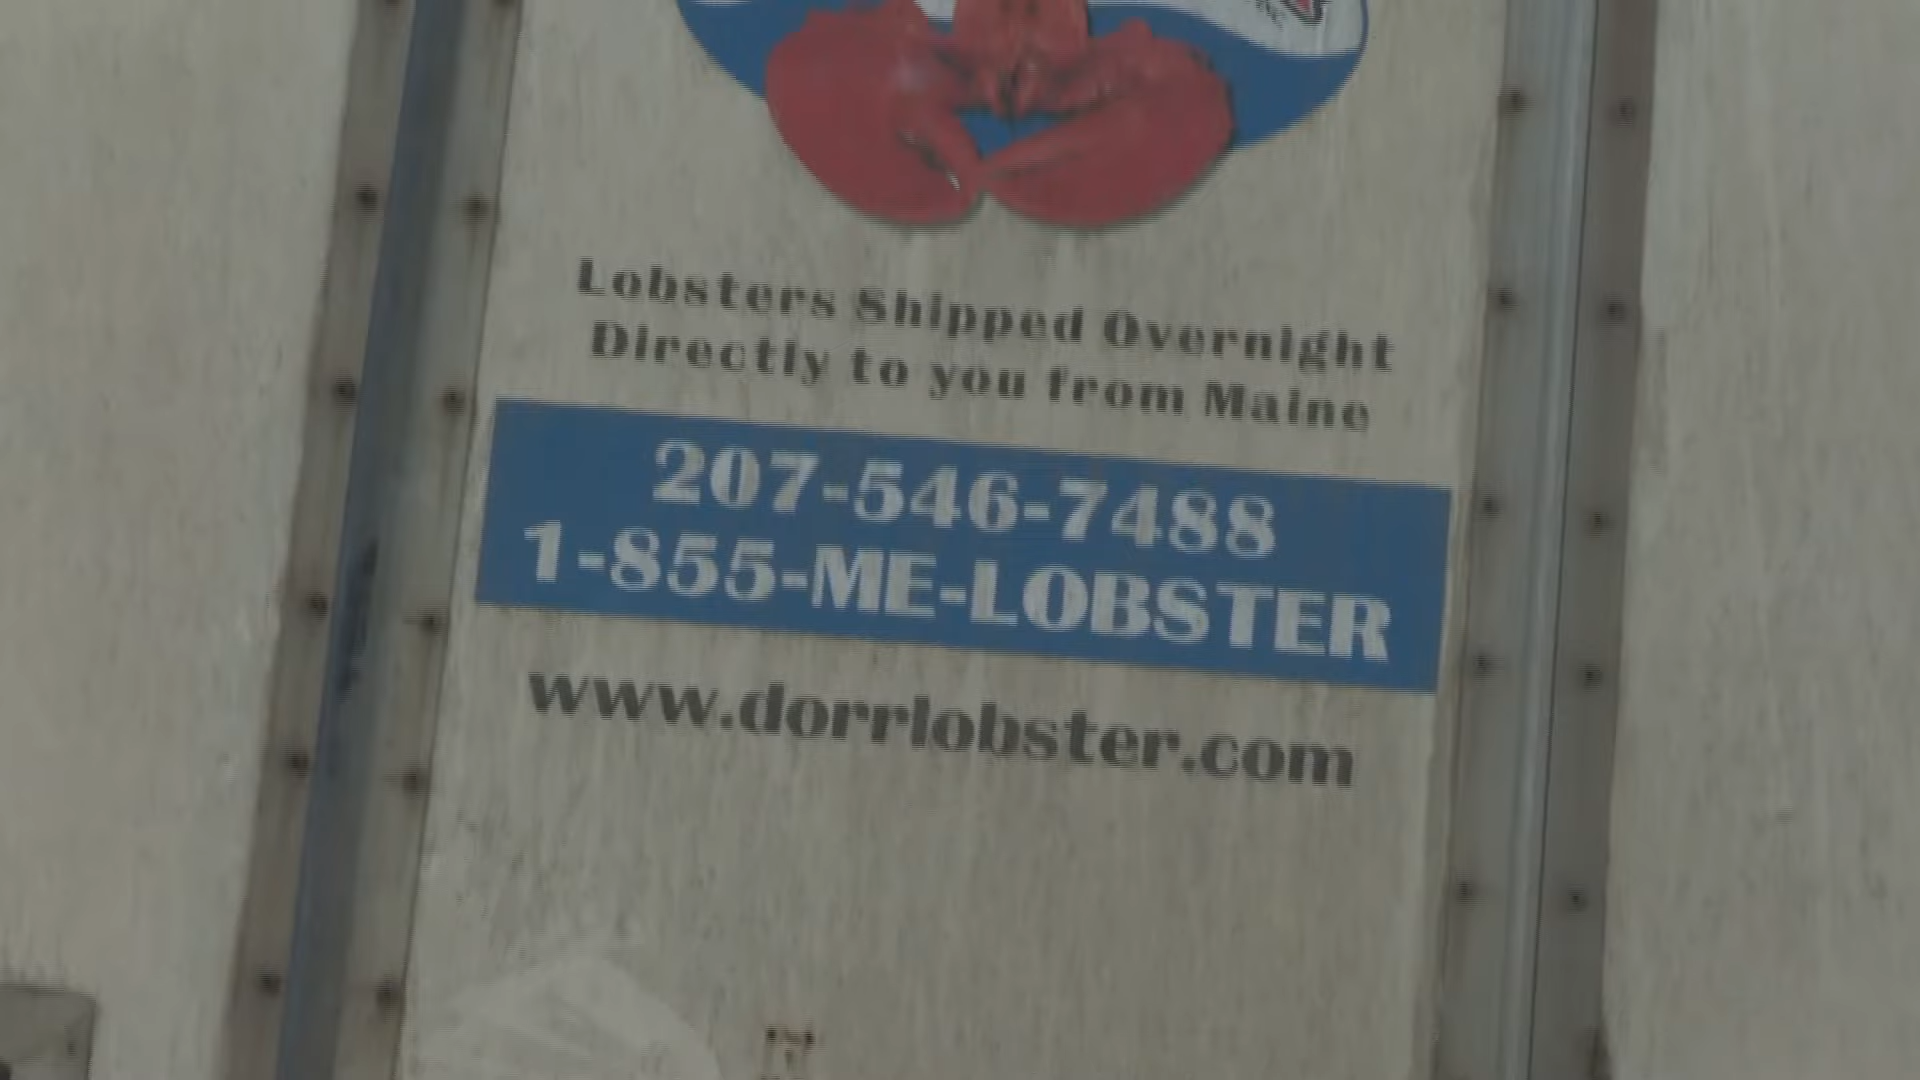 Lobsters Shipped Overnight
Directly to you from Maine
207-546-7488
1-855-ME-LOBSTER
www.dorrlobster.com